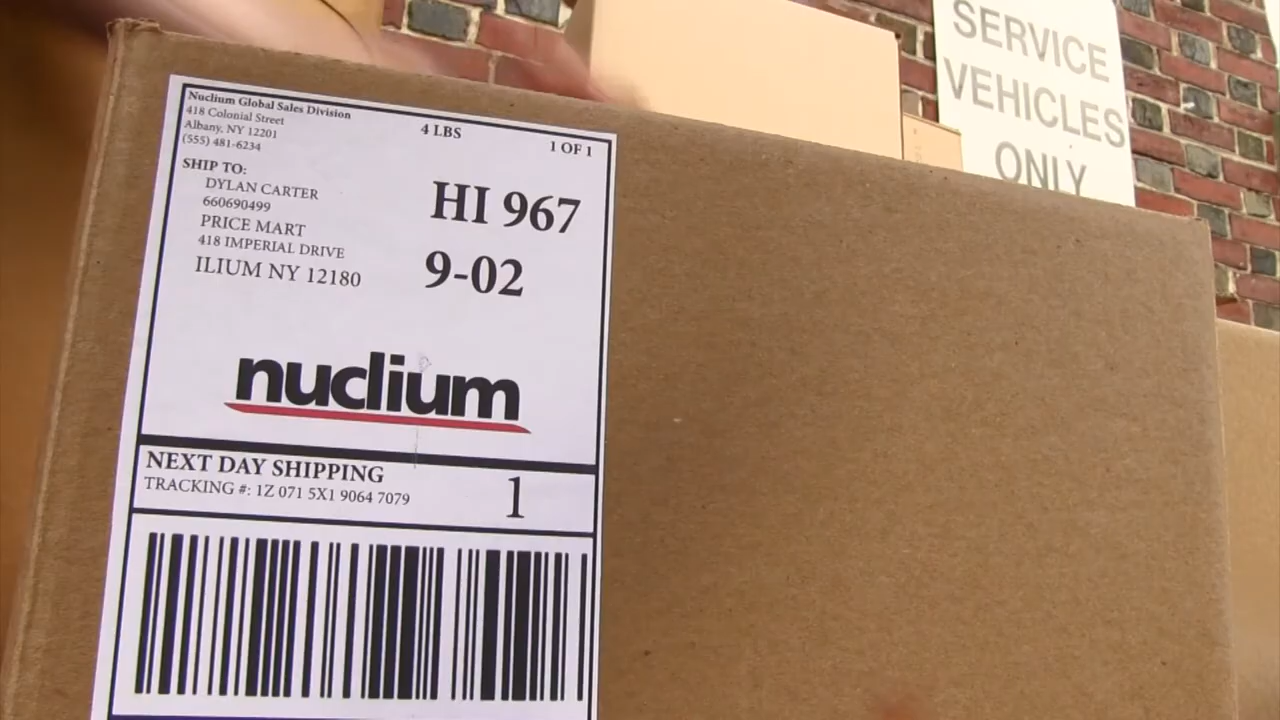 Nuclium Global Sales Division
418 Colonial Street
Albany, NY 12201
(555) 481-6234
4 LBS
1 OF 1
SHIP TO:
DYLAN CARTER
660690499
PRICE MART
418 IMPERIAL DRIVE
ILIUM NY 12180
HI 967
9-02
nuclium
NEXT DAY SHIPPING
TRACKING #: 1Z 071 5X1 9064 7079
1
SERVICE
VEHICLES
ONLY